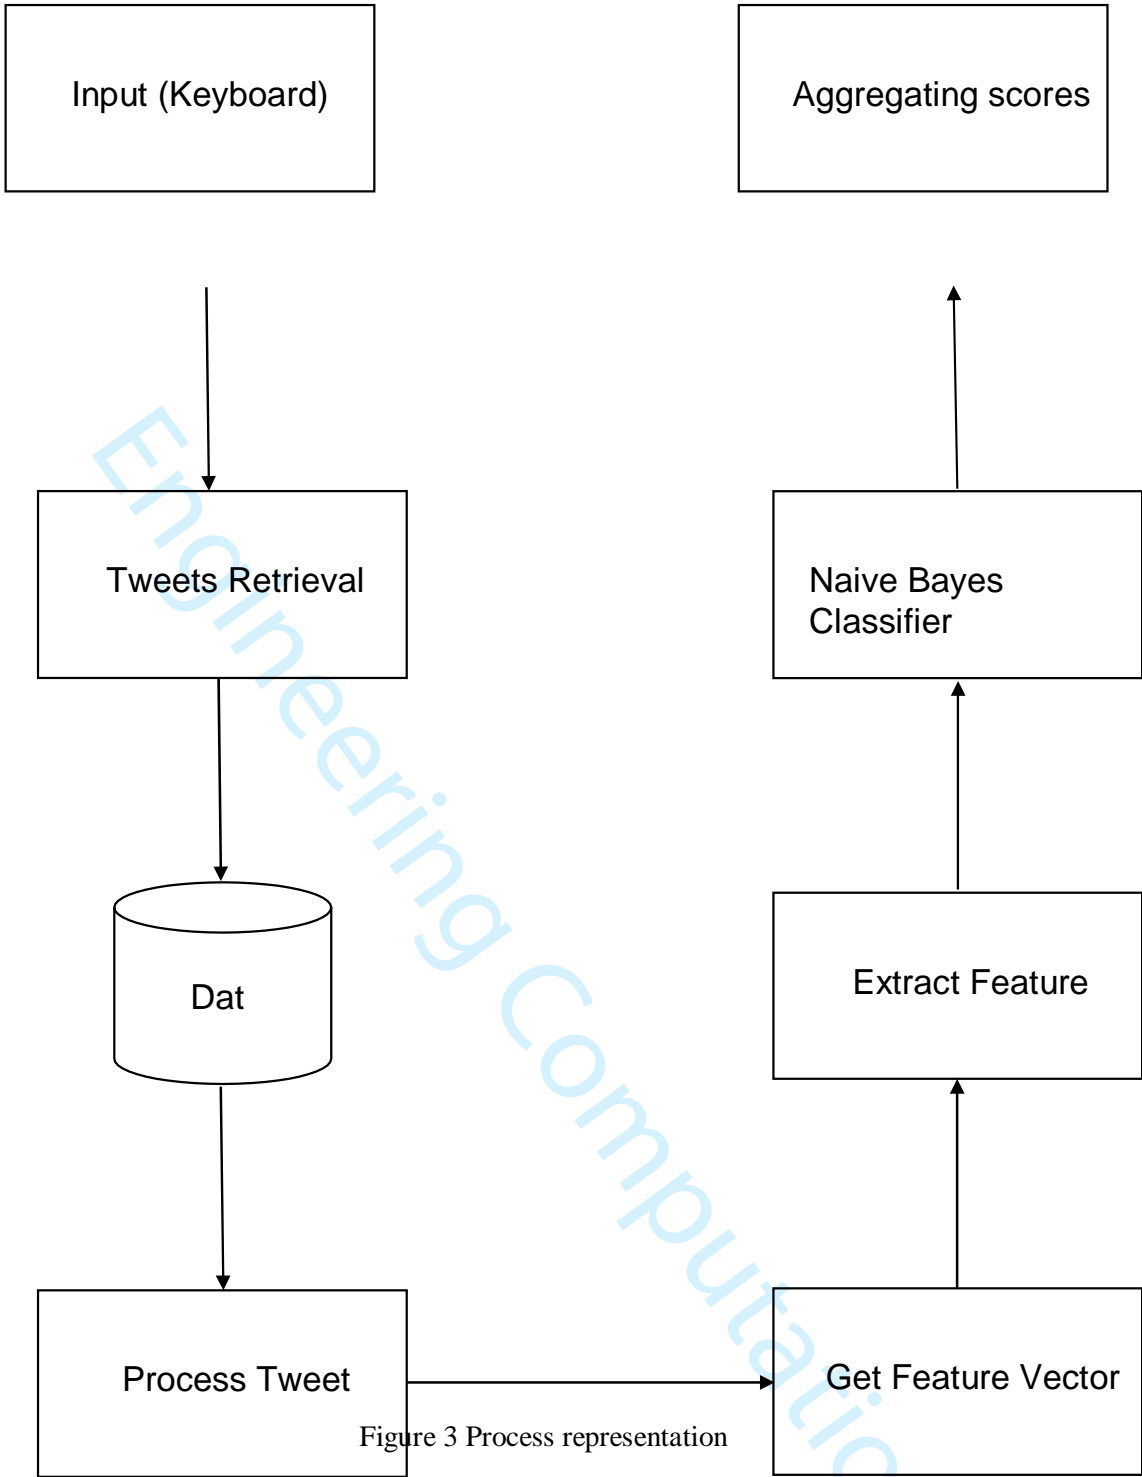 Input (Keyboard)
Aggregating scores
Tweets Retrieval
Naive Bayes
Classifier
Dat
Extract Feature
Process Tweet
Get Feature Vector
Figure 3 Process representation
Engineering Computatio